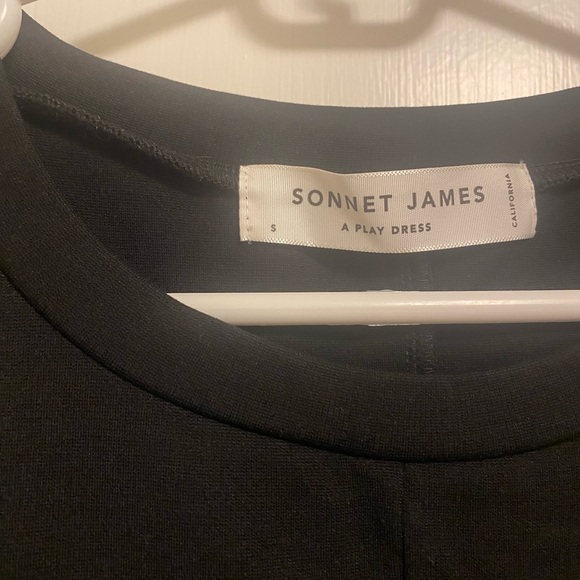 SONNET JAMES
S
A PLAY DRESS
CALIFORNIA